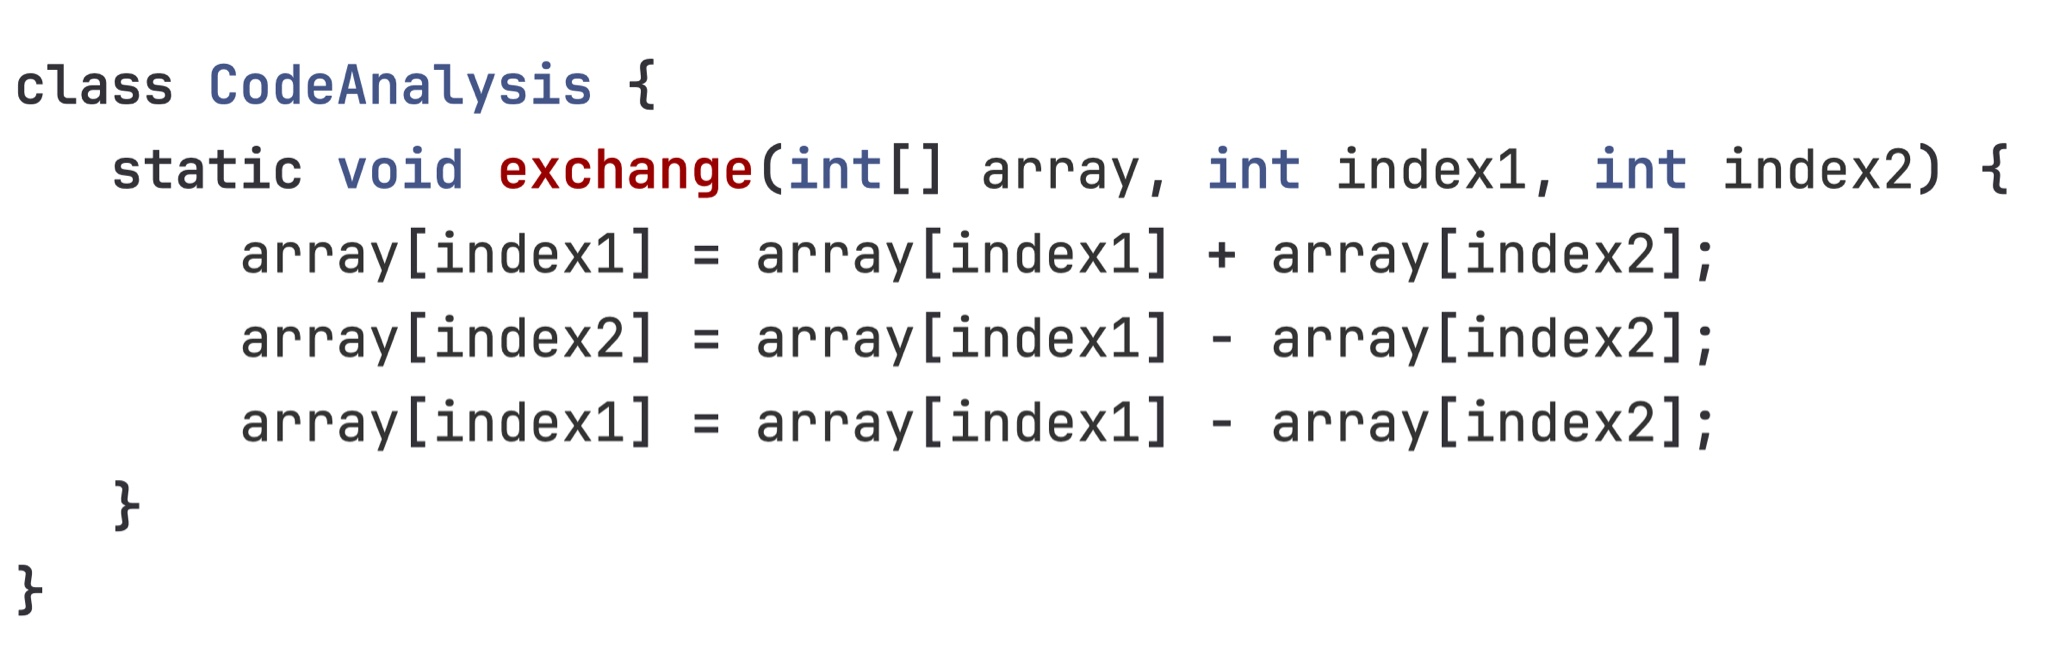 class CodeAnalysis {
   static void exchange(int[] array, int index1, int index2) {
       array[index1] = array[index1] + array[index2];
       array[index2] = array[index1] - array[index2];
       array[index1] = array[index1] - array[index2];
   }
}